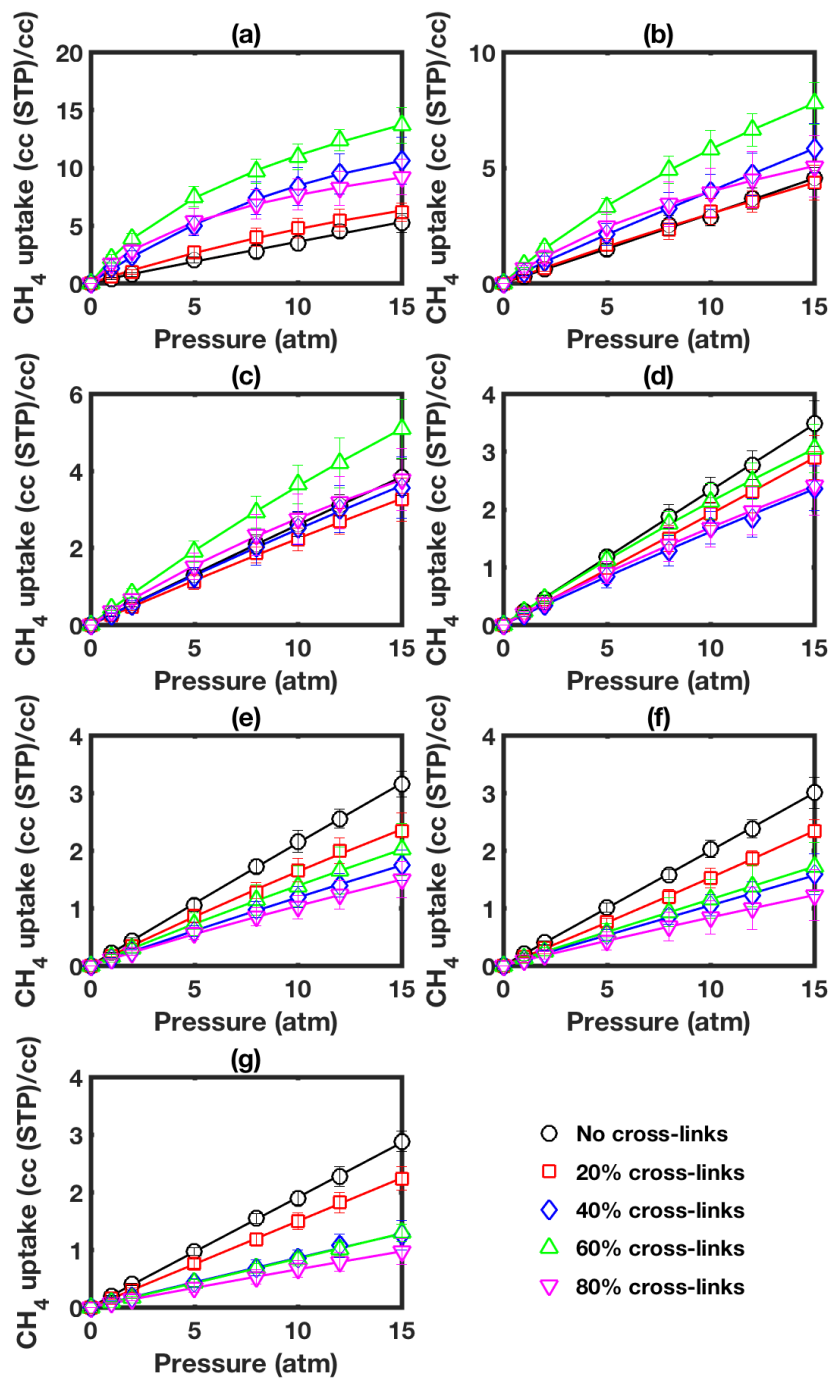 (a)
CH4 uptake (cc (STP)/cc)
20
15
10
5
0
0 5 10 15
Pressure (atm)
(b)
CH4 uptake (cc (STP)/cc)
10
5
0
0 5 10 15
Pressure (atm)
(c)
CH4 uptake (cc (STP)/cc)
6
4
2
0
0 5 10 15
Pressure (atm)
(d)
CH4 uptake (cc (STP)/cc)
4
3
2
1
0
0 5 10 15
Pressure (atm)
(e)
CH4 uptake (cc (STP)/cc)
4
3
2
1
0
0 5 10 15
Pressure (atm)
(f)
CH4 uptake (cc (STP)/cc)
4
3
2
1
0
0 5 10 15
Pressure (atm)
(g)
CH4 uptake (cc (STP)/cc)
4
3
2
1
0
0 5 10 15
Pressure (atm)
No cross-links
20% cross-links
40% cross-links
60% cross-links
80% cross-links